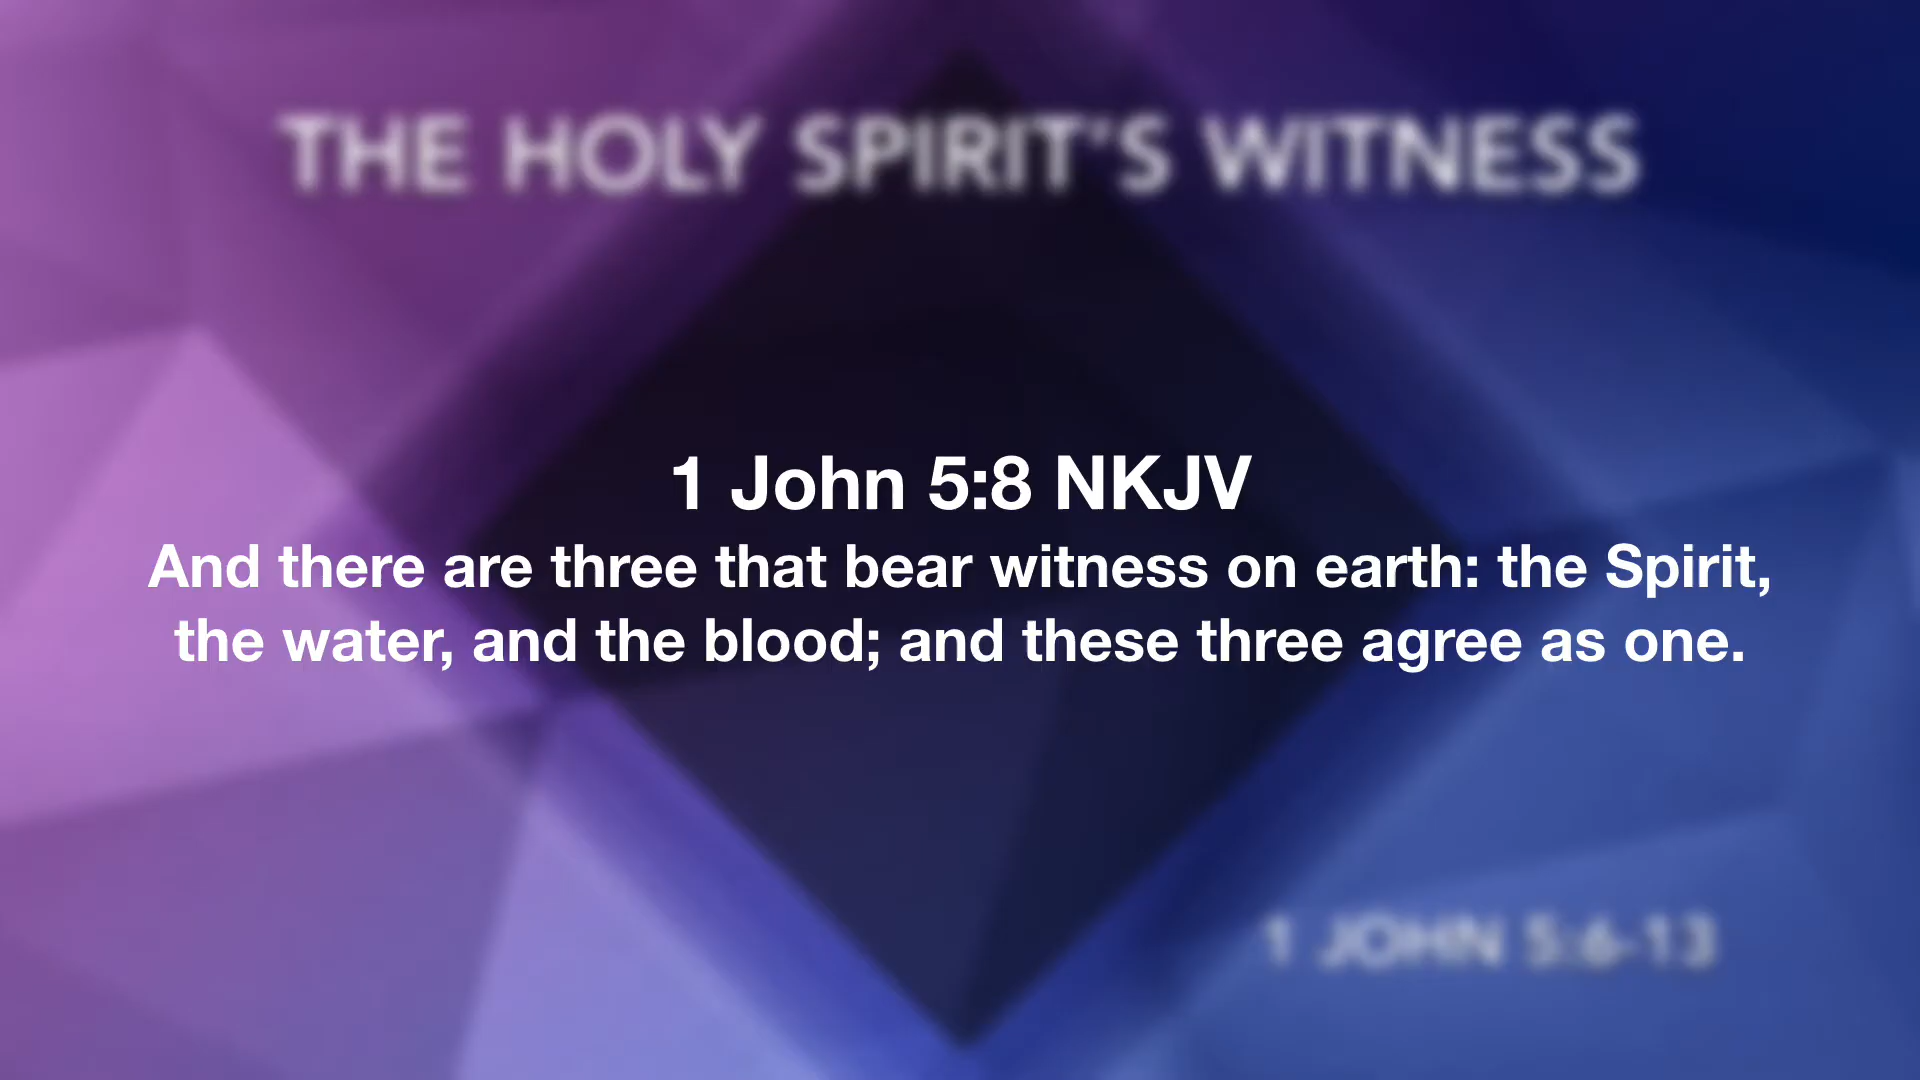 THE HOLY SPIRIT'S WITNESS
1 John 5:8 NKJV
And there are three that bear witness on earth: the Spirit,
the water, and the blood; and these three agree as one.
1 JOHN 5:6-13